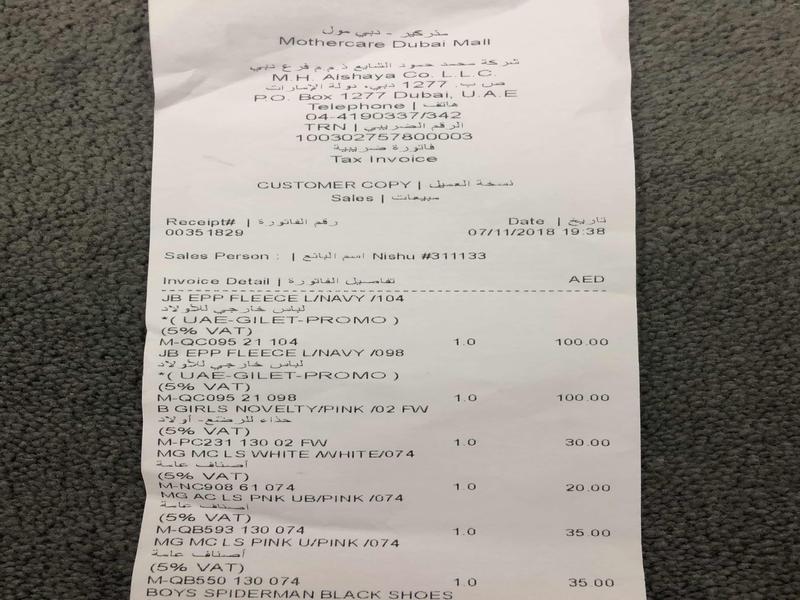 مذركير - دبي مول
Mothercare Dubai Mall
شركة محمد حمود الشايع ذ.م.م فرع دبي
M.H. Alshaya Co. L.L.C.
ص.ب. 1277 دبي، دولة الإمارات
P.O. Box 1277 Dubai, U.A.E
Telephone | هاتف
04-4190337/342
TRN | الرقم الضريبي
100302757800003
فاتورة ضريبية
Tax Invoice
CUSTOMER COPY | نسخة العميل
Sales | مبيعات
Receipt# | رقم الفاتورة Date | تاريخ
00351829 07/11/2018 19:38
Sales Person : | اسم البائع Nishu #311133
Invoice Detail | تفاصيل الفاتورة AED
JB EPP FLEECE L/NAVY /104
لباس خارجي للأولاد
*( UAE-GILET-PROMO )
(5% VAT)
M-QC095 21 104 1.0 100.00
JB EPP FLEECE L/NAVY /098
لباس خارجي للأولاد
*( UAE-GILET-PROMO )
(5% VAT)
M-QC095 21 098 1.0 100.00
B GIRLS NOVELTY/PINK /02 FW
حذاء للرضع- أولاد
(5% VAT)
M-PC231 130 02 FW 1.0 30.00
MG MC LS WHITE /WHITE/074
أصناف عامة
(5% VAT)
M-NC908 61 074 1.0 20.00
MG AC LS PNK UB/PINK /074
أصناف عامة
(5% VAT)
M-QB593 130 074 1.0 35.00
MG MC LS PINK U/PINK /074
أصناف عامة
(5% VAT)
M-QB550 130 074 1.0 35.00
BOYS SPIDERMAN BLACK SHOES